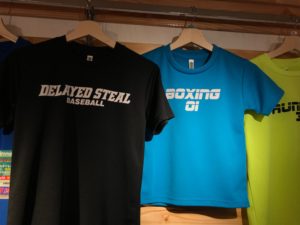 DELAYED STEAL
BASEBALL
BOXING
01